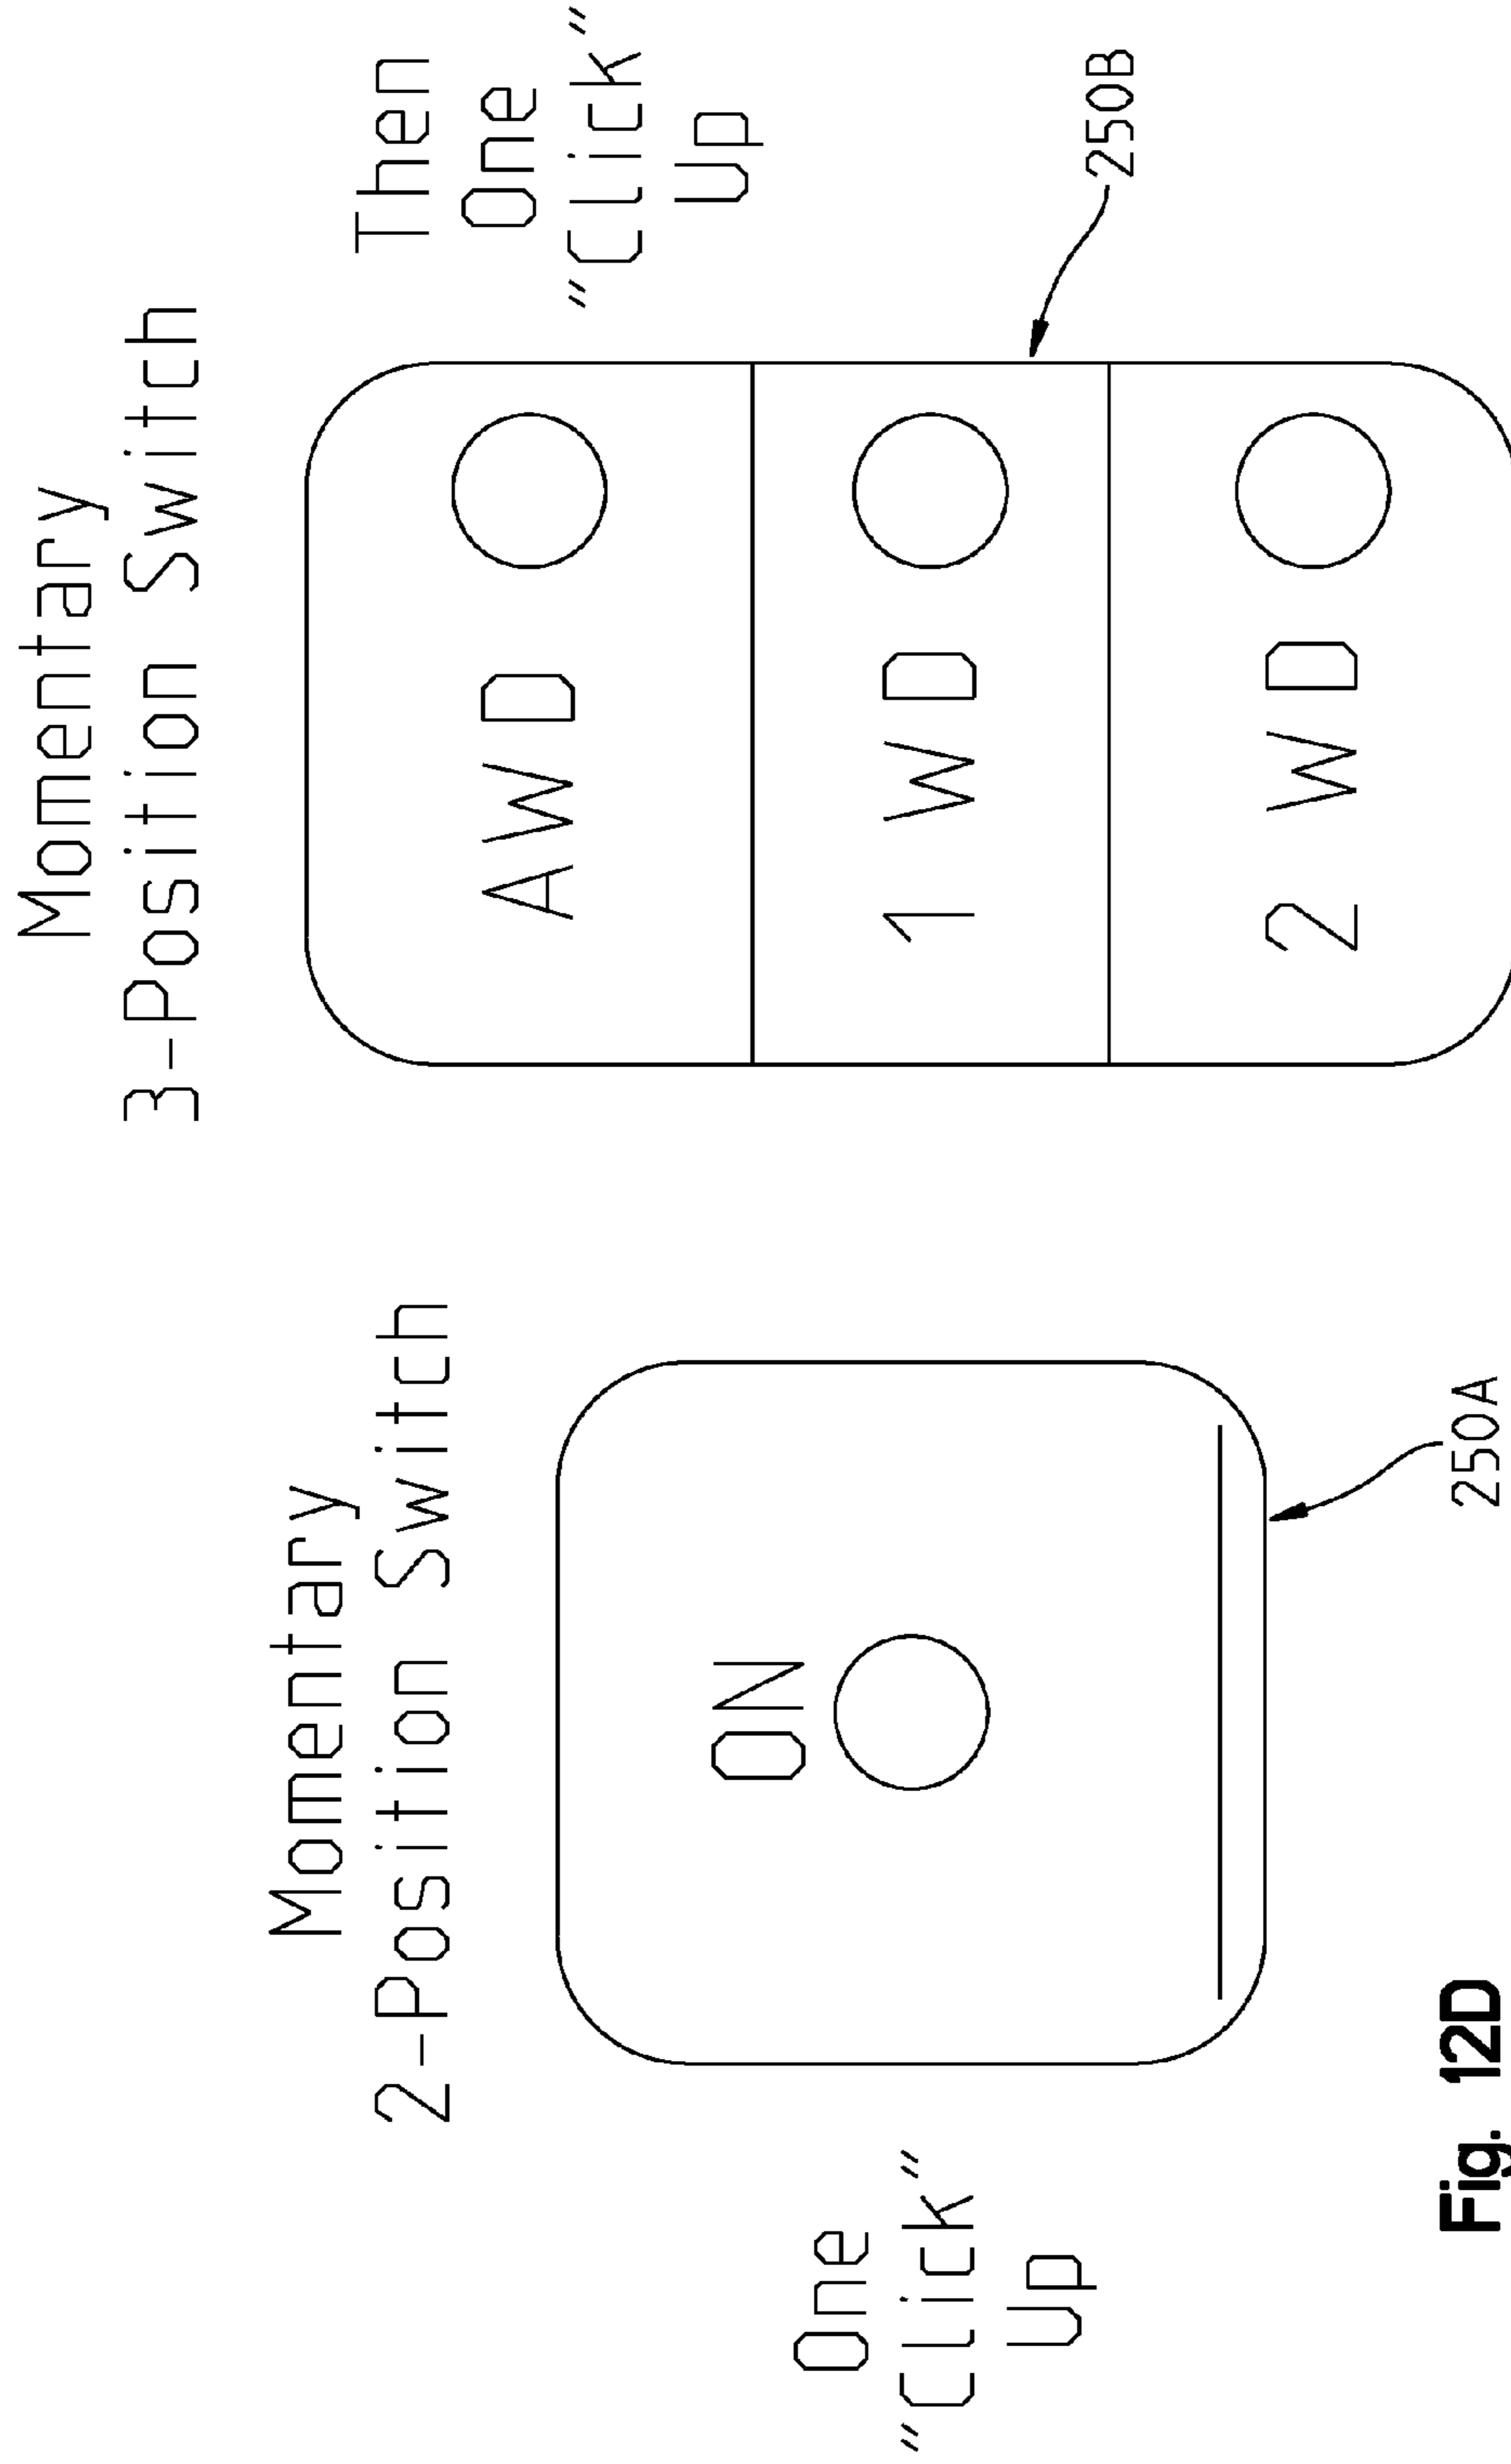 Momentary
2-Position Switch
One
"Click"
Up
ON
250A
Momentary
3-Position Switch
Then
One
"Click"
Up
AWD
1 WD
2 WD
250B
Fig. 12D